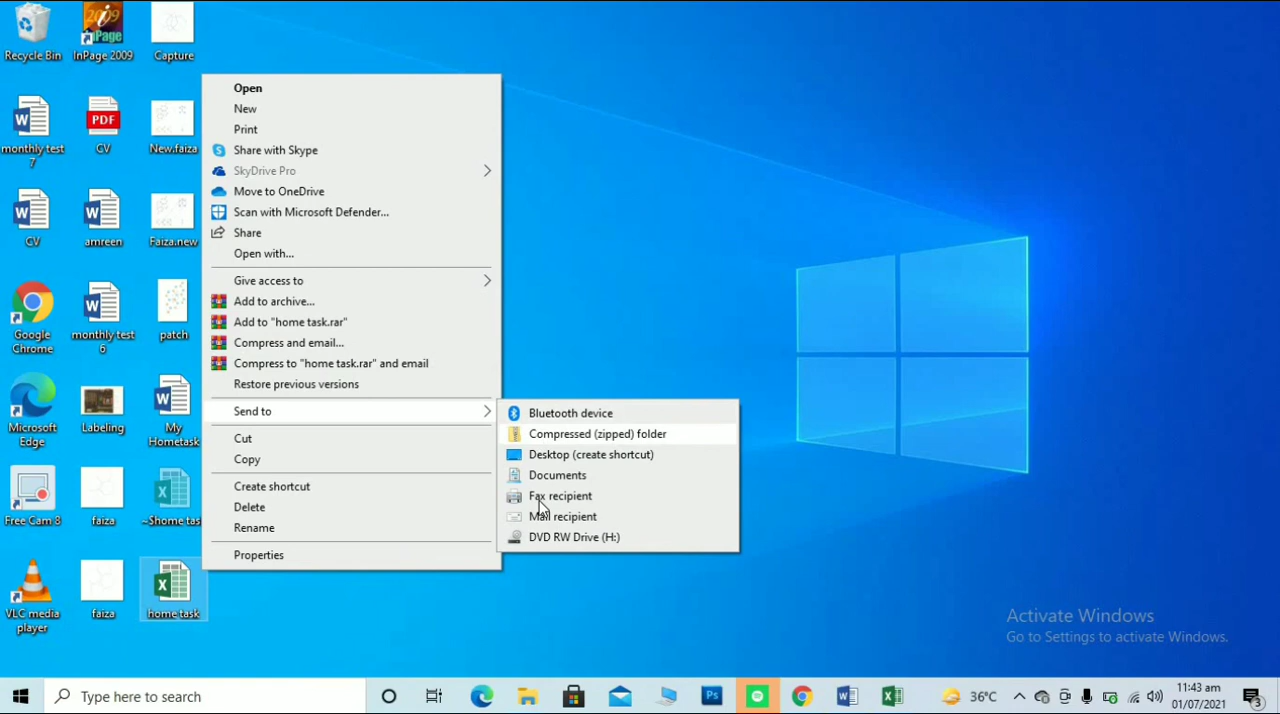 Recycle Bin
InPage 2009
Capture
monthly test
7
CV
New.faiza
CV
amreen
Faiza.new
Google
Chrome
monthly test
6
patch
Microsoft
Edge
Labeling
My
Hometask
Free Cam 8
faiza
~$home tas
VLC media
player
faiza
home task
2009
InPage
PDF
Open
New
Print
Share with Skype
SkyDrive Pro
Move to OneDrive
Scan with Microsoft Defender...
Share
Open with...
Give access to
Add to archive...
Add to "home task.rar"
Compress and email...
Compress to "home task.rar" and email
Restore previous versions
Send to
Cut
Copy
Create shortcut
Delete
Rename
Properties
Bluetooth device
Compressed (zipped) folder
Desktop (create shortcut)
Documents
Fax recipient
Mail recipient
DVD RW Drive (H:)
Activate Windows
Go to Settings to activate Windows.
Type here to search
Ps
36°C
11:43 am
01/07/2021
3